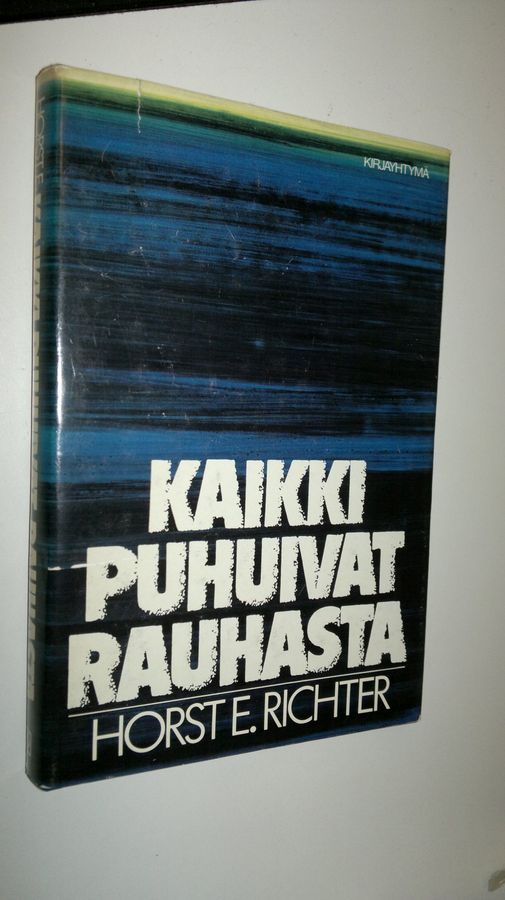 KIRJAYHTYMÄ
KAIKKI
PUHUIVAT
RAUHASTA
HORST E. RICHTER